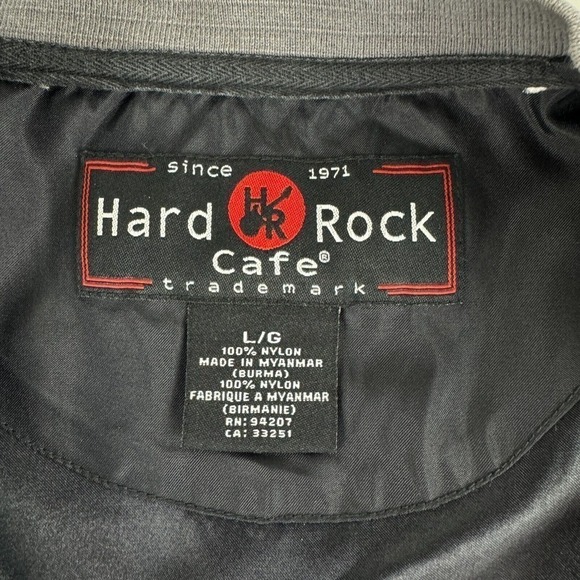 since 1971
Hard HRC Rock
Cafe®
trademark
L/G
100% NYLON
MADE IN MYANMAR
(BURMA)
100% NYLON
FABRIQUE A MYANMAR
(BIRMANIE)
RN: 94207
CA: 33251